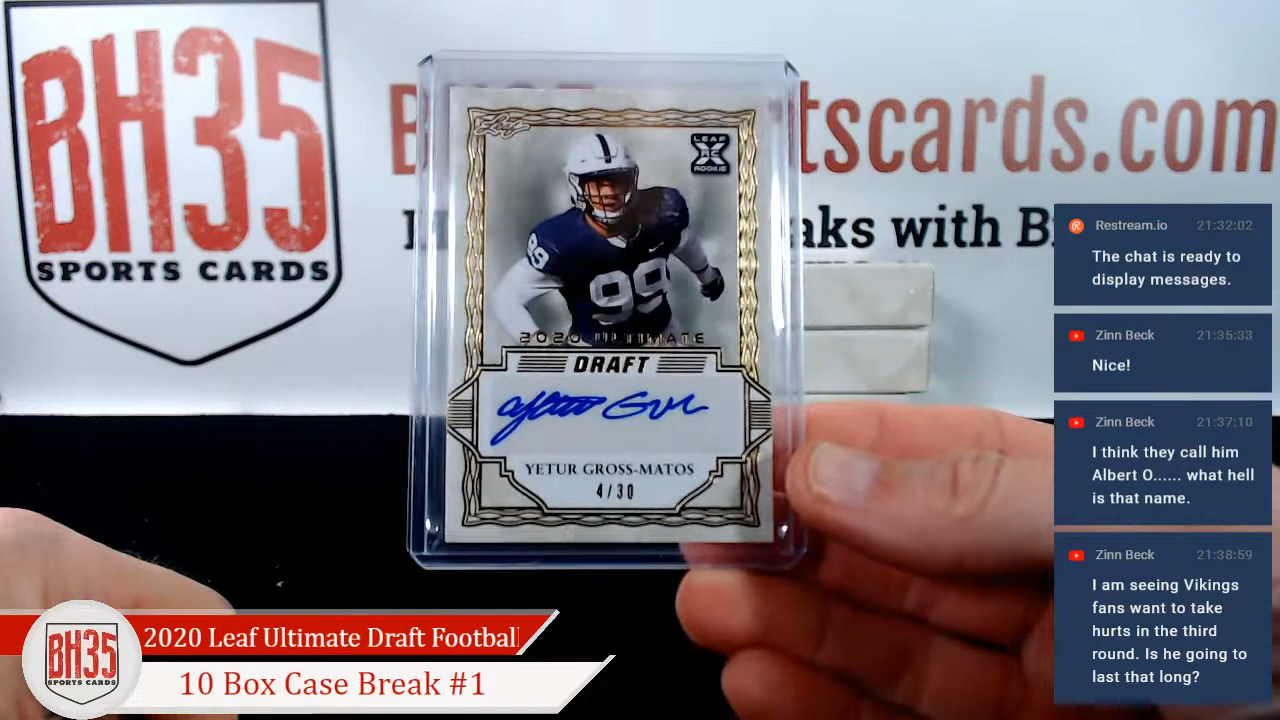 BH35
SPORTS CARDS
tscards.com
aks with
Leaf
LEAF
RC
ROOKIE
99
99
2020 ULTIMATE
DRAFT
YETUR GROSS-MATOS
4/30
Restream.io 21:32:02
The chat is ready to
display messages.
Zinn Beck 21:35:33
Nice!
Zinn Beck 21:37:10
I think they call him
Albert O...... what hell
is that name.
Zinn Beck 21:38:59
I am seeing Vikings
fans want to take
hurts in the third
round. Is he going to
last that long?
BH35
SPORTS CARDS
2020 Leaf Ultimate Draft Football
10 Box Case Break #1